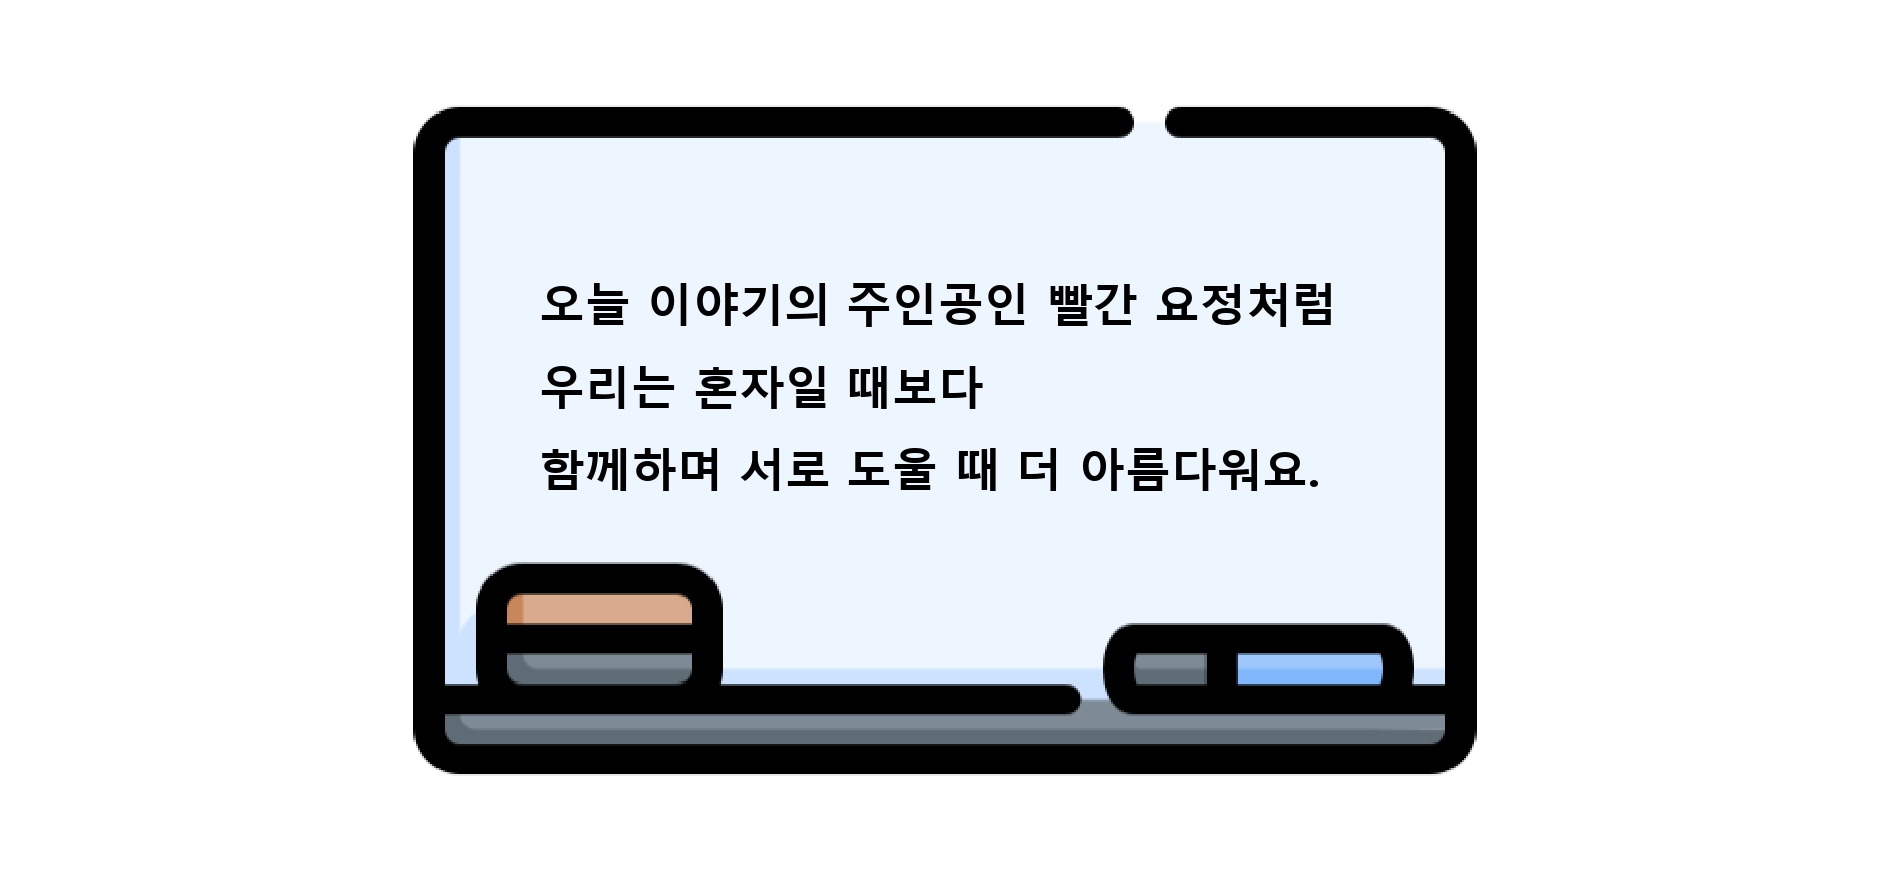 오늘 이야기의 주인공인 빨간 요정처럼
우리는 혼자일 때보다
함께하며 서로 도울 때 더 아름다워요.